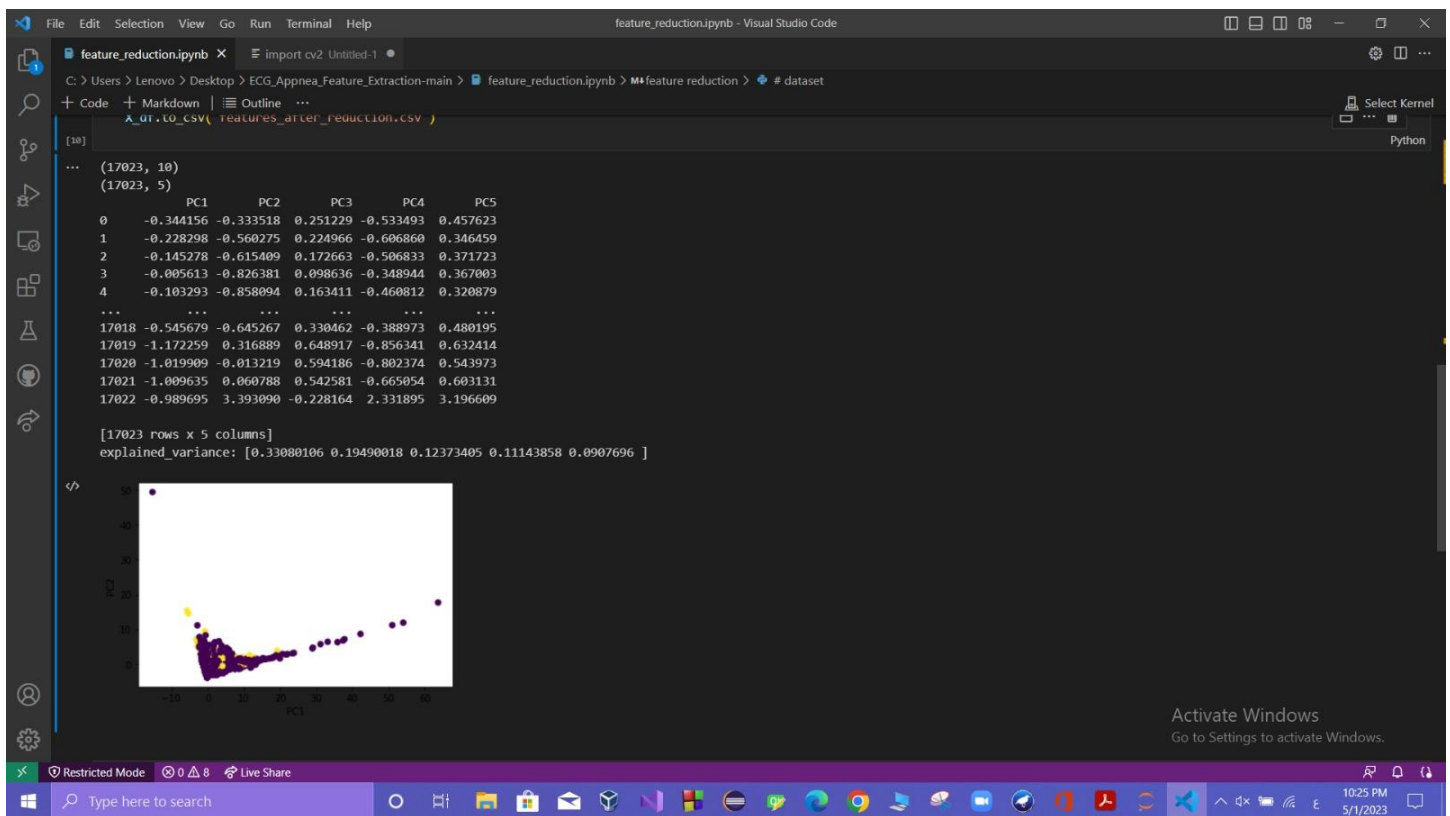 File Edit Selection View Go Run Terminal Help feature_reduction.ipynb - Visual Studio Code
feature_reduction.ipynb import cv2 Untitled-1
C: > Users > Lenovo > Desktop > ECG_Appnea_Feature_Extraction-main > feature_reduction.ipynb > M↓feature reduction > # dataset
+ Code + Markdown | Outline ... Select Kernel
X_df.to_csv( features_after_reduction.csv )
[10] Python
... (17023, 10)
(17023, 5)
PC1 PC2 PC3 PC4 PC5
0 -0.344156 -0.333518 0.251229 -0.533493 0.457623
1 -0.228298 -0.560275 0.224966 -0.606860 0.346459
2 -0.145278 -0.615409 0.172663 -0.506833 0.371723
3 -0.005613 -0.826381 0.098636 -0.348944 0.367003
4 -0.103293 -0.858094 0.163411 -0.460812 0.320879
... ... ... ... ... ...
17018 -0.545679 -0.645267 0.330462 -0.388973 0.480195
17019 -1.172259 0.316889 0.648917 -0.856341 0.632414
17020 -1.019909 -0.013219 0.594186 -0.802374 0.543973
17021 -1.009635 0.060788 0.542581 -0.665054 0.603131
17022 -0.989695 3.393090 -0.228164 2.331895 3.196609
[17023 rows x 5 columns]
explained_variance: [0.33080106 0.19490018 0.12373405 0.11143858 0.0907696 ]
50
40
30
20
10
0
PC2
-10 0 10 20 30 40 50 60
PC1
Activate Windows
Go to Settings to activate Windows.
Restricted Mode 0 8 Live Share
Type here to search
10:25 PM
ع
5/1/2023